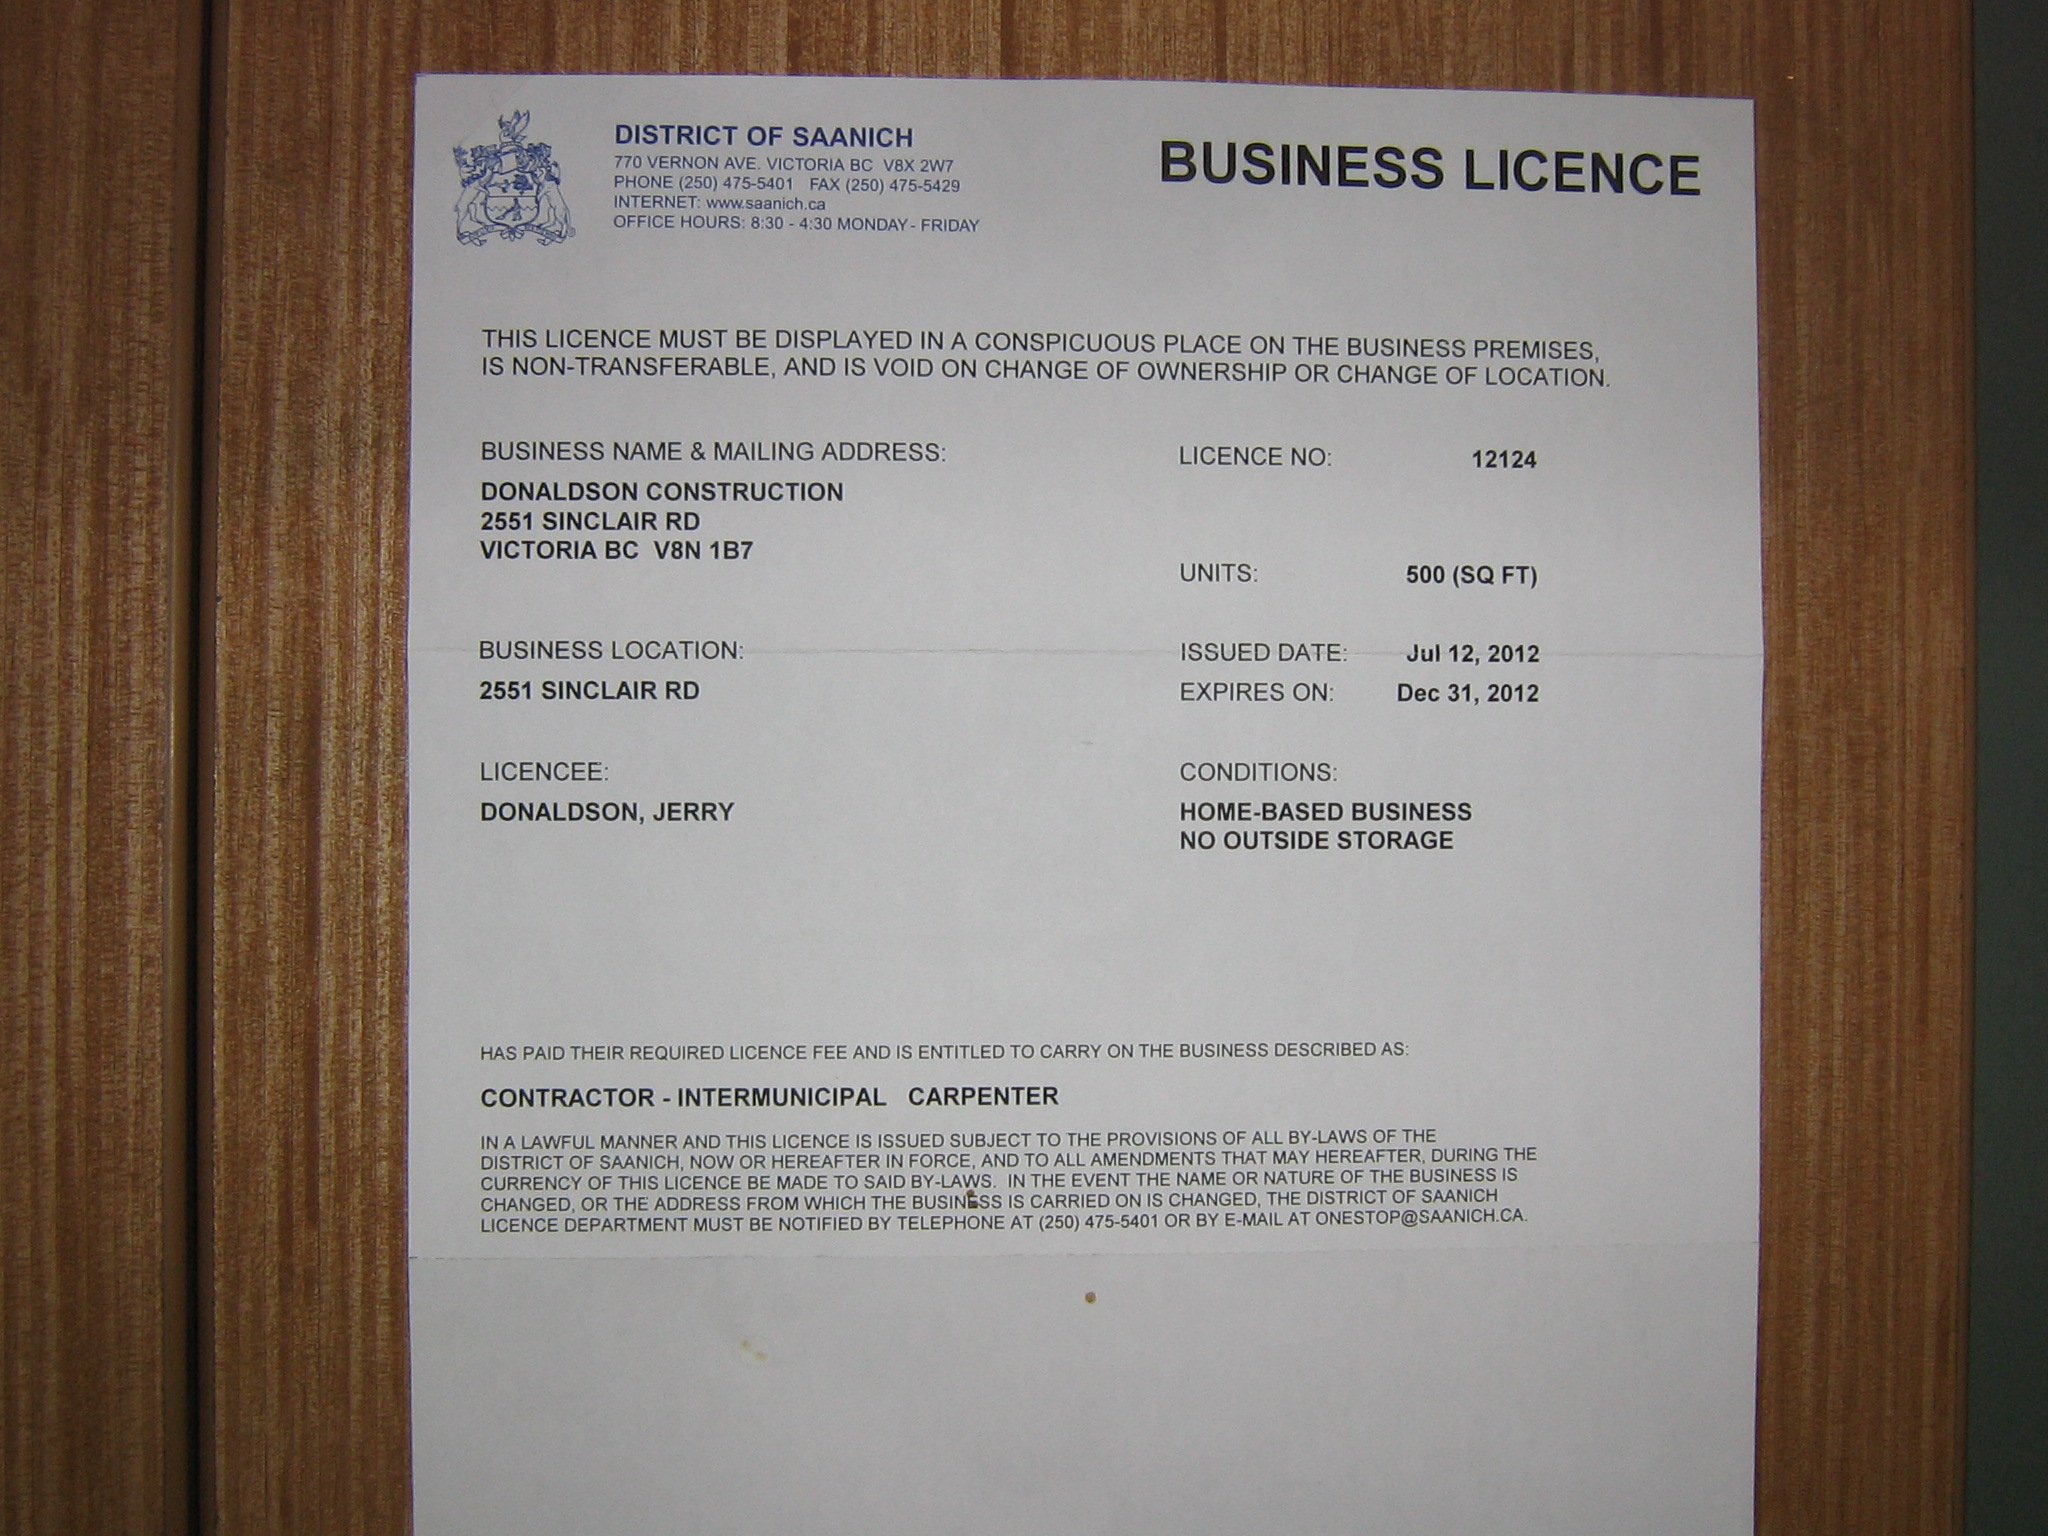 DISTRICT OF SAANICH
770 VERNON AVE. VICTORIA BC V8X 2W7
PHONE (250) 475-5401 FAX (250) 475-5429
INTERNET: www.saanich.ca
OFFICE HOURS: 8:30 - 4:30 MONDAY - FRIDAY
BUSINESS LICENCE
THIS LICENCE MUST BE DISPLAYED IN A CONSPICUOUS PLACE ON THE BUSINESS PREMISES,
IS NON-TRANSFERABLE, AND IS VOID ON CHANGE OF OWNERSHIP OR CHANGE OF LOCATION.
BUSINESS NAME & MAILING ADDRESS:
DONALDSON CONSTRUCTION
2551 SINCLAIR RD
VICTORIA BC V8N 1B7
LICENCE NO: 12124
UNITS: 500 (SQ FT)
BUSINESS LOCATION:
2551 SINCLAIR RD
ISSUED DATE: Jul 12, 2012
EXPIRES ON: Dec 31, 2012
LICENCEE:
DONALDSON, JERRY
CONDITIONS:
HOME-BASED BUSINESS
NO OUTSIDE STORAGE
HAS PAID THEIR REQUIRED LICENCE FEE AND IS ENTITLED TO CARRY ON THE BUSINESS DESCRIBED AS:
CONTRACTOR - INTERMUNICIPAL CARPENTER
IN A LAWFUL MANNER AND THIS LICENCE IS ISSUED SUBJECT TO THE PROVISIONS OF ALL BY-LAWS OF THE
DISTRICT OF SAANICH, NOW OR HEREAFTER IN FORCE, AND TO ALL AMENDMENTS THAT MAY HEREAFTER, DURING THE
CURRENCY OF THIS LICENCE BE MADE TO SAID BY-LAWS. IN THE EVENT THE NAME OR NATURE OF THE BUSINESS IS
CHANGED, OR THE ADDRESS FROM WHICH THE BUSINESS IS CARRIED ON IS CHANGED, THE DISTRICT OF SAANICH
LICENCE DEPARTMENT MUST BE NOTIFIED BY TELEPHONE AT (250) 475-5401 OR BY E-MAIL AT ONESTOP@SAANICH.CA.